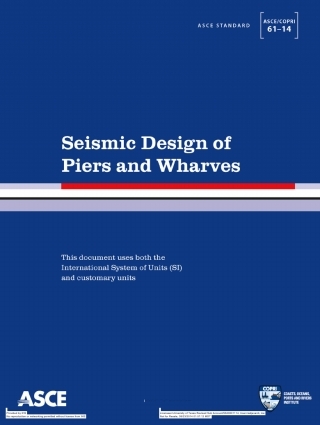 ASCE STANDARD
ASCE/COPRI
61–14
Seismic Design of
Piers and Wharves
This document uses both the
International System of Units (SI)
and customary units
ASCE
COPRI
COASTS, OCEANS,
PORTS AND RIVERS
INSTITUTE